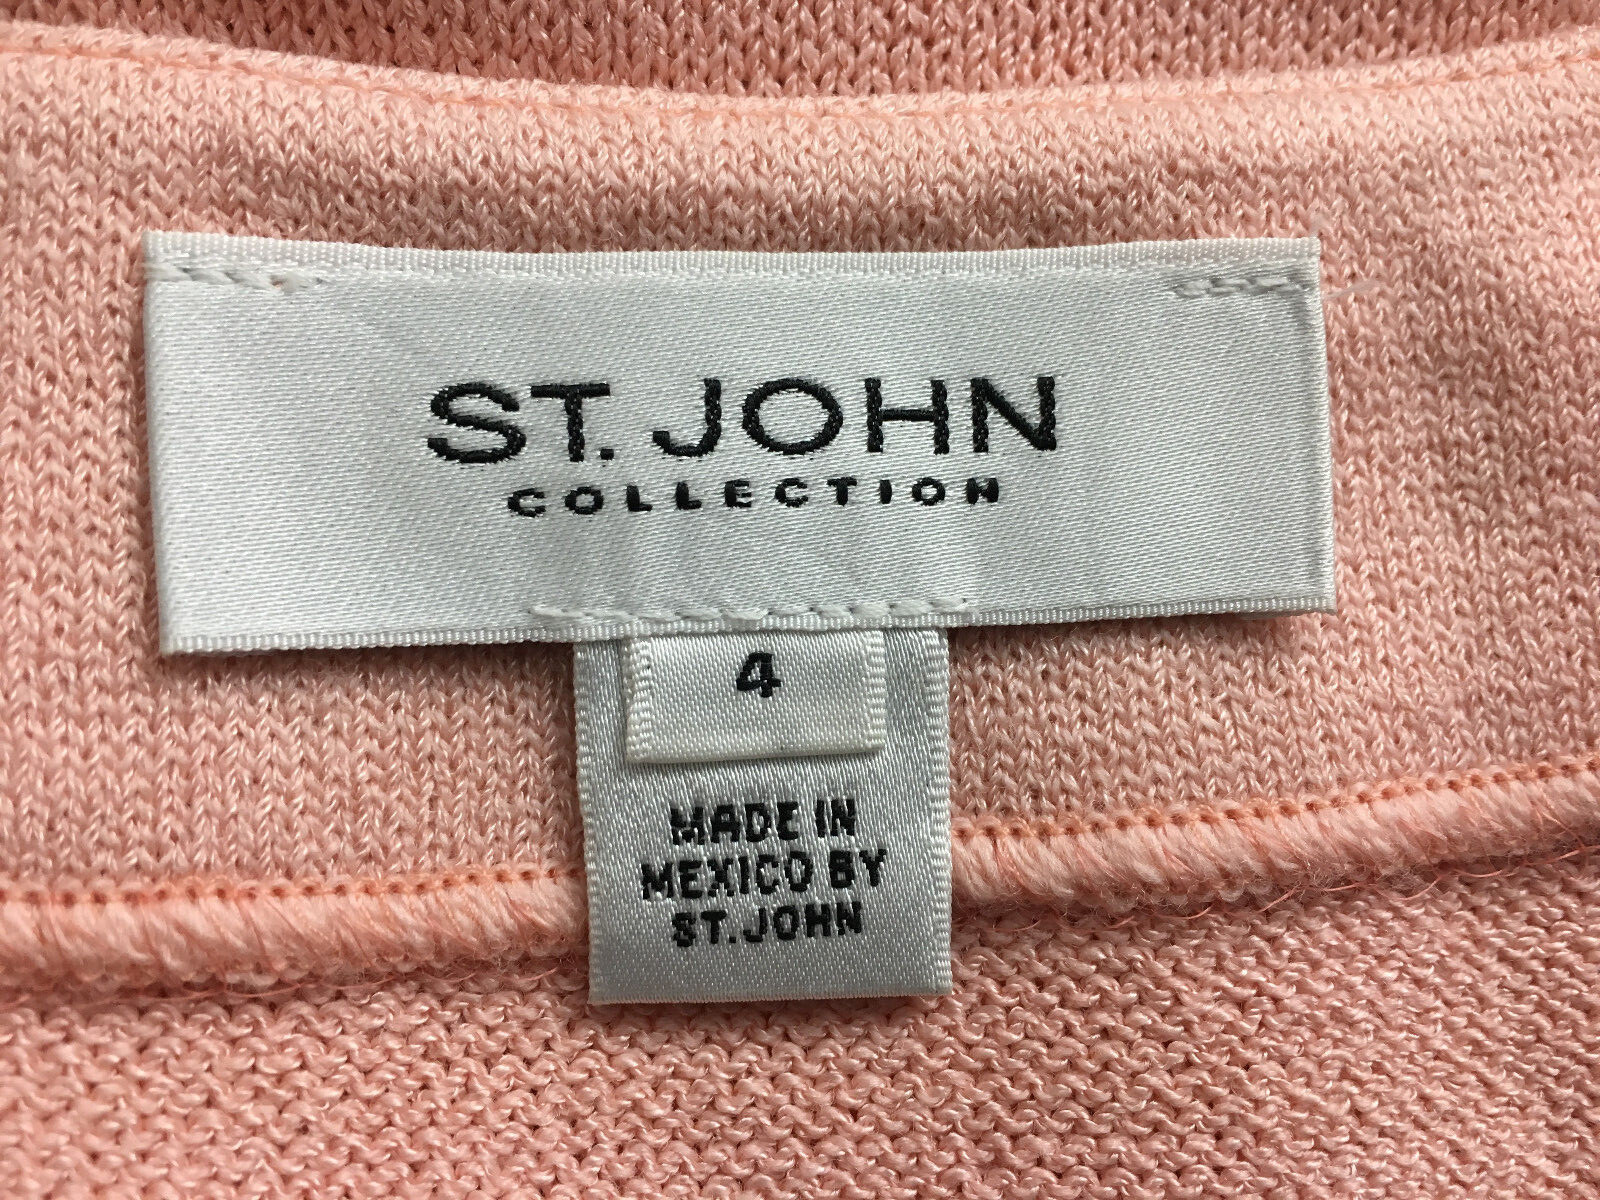 ST. JOHN
COLLECTION
4
MADE IN
MEXICO BY
ST.JOHN